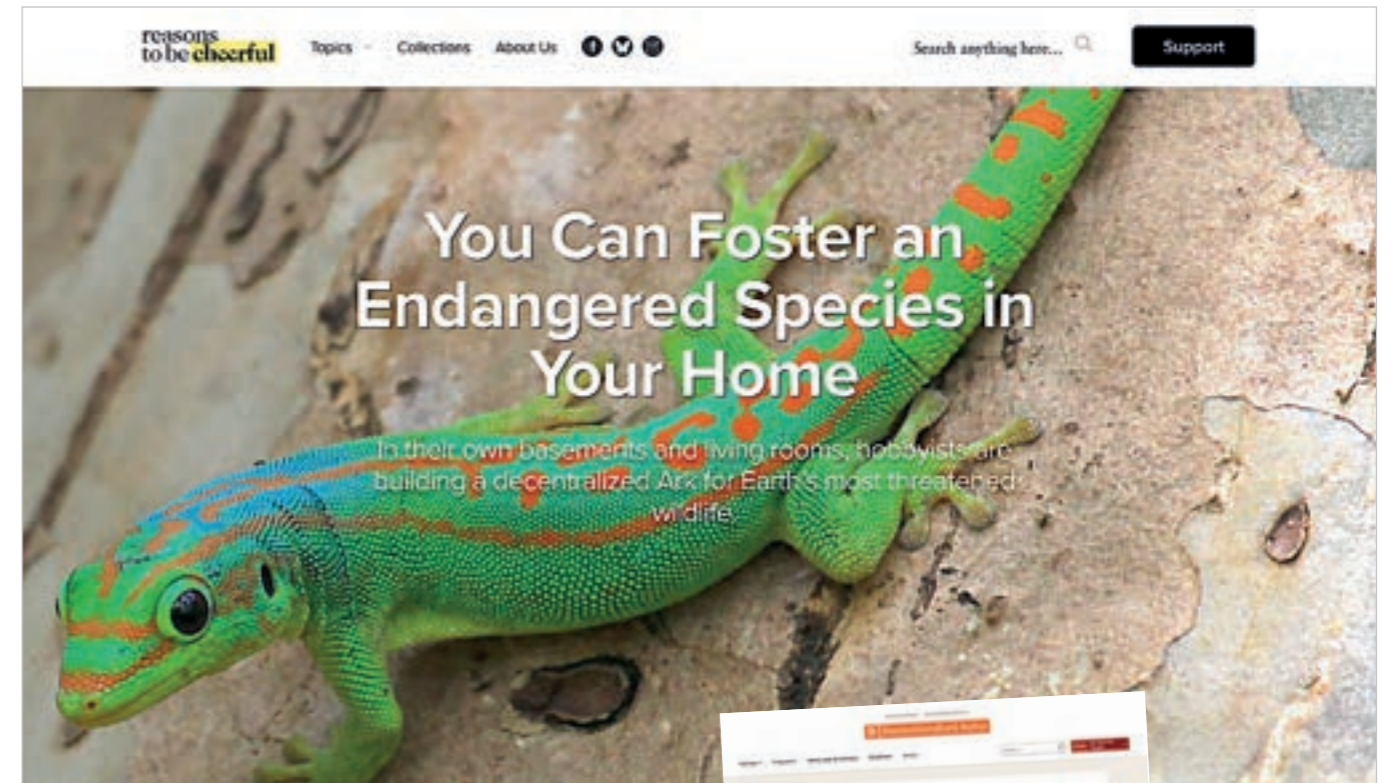 reasons
to be cheerful
Topics
Collections
About Us
Search anything here...
Support
You Can Foster an
Endangered Species in
Your Home
In their own basements and living rooms, hobbyists are
building a decentralized Ark for Earth's most threatened
wildlife.